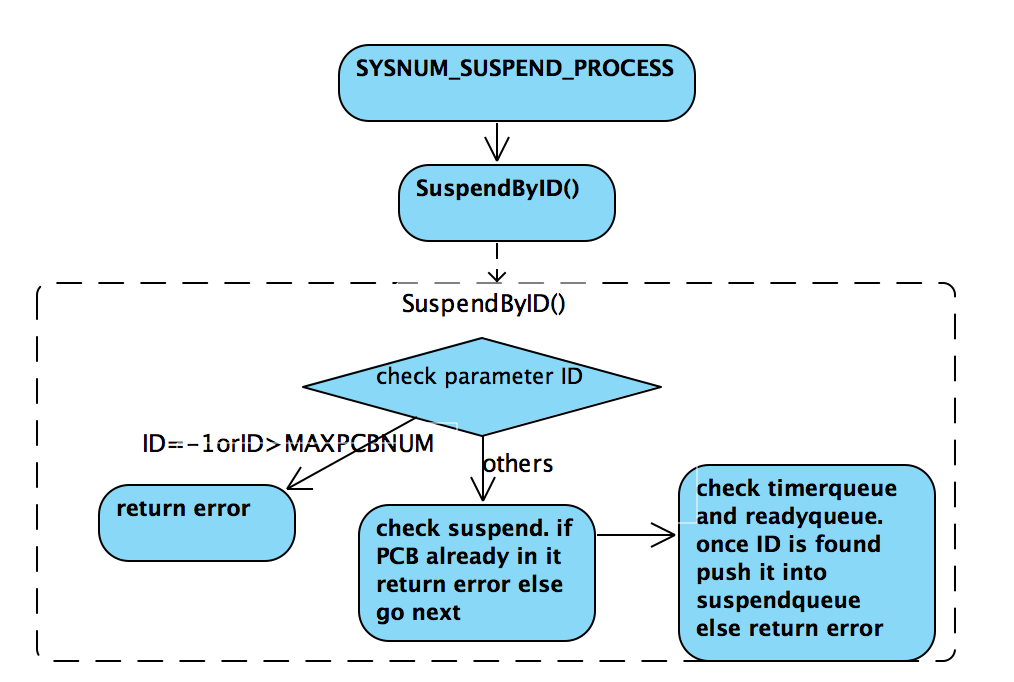 SYSNUM_SUSPEND_PROCESS
SuspendByID()
SuspendByID()
check parameter ID
ID==-1orID>MAXPCBNUM
others
return error
check suspend. if
PCB already in it
return error else
go next
check timerqueue
and readyqueue.
once ID is found
push it into
suspendqueue
else return error